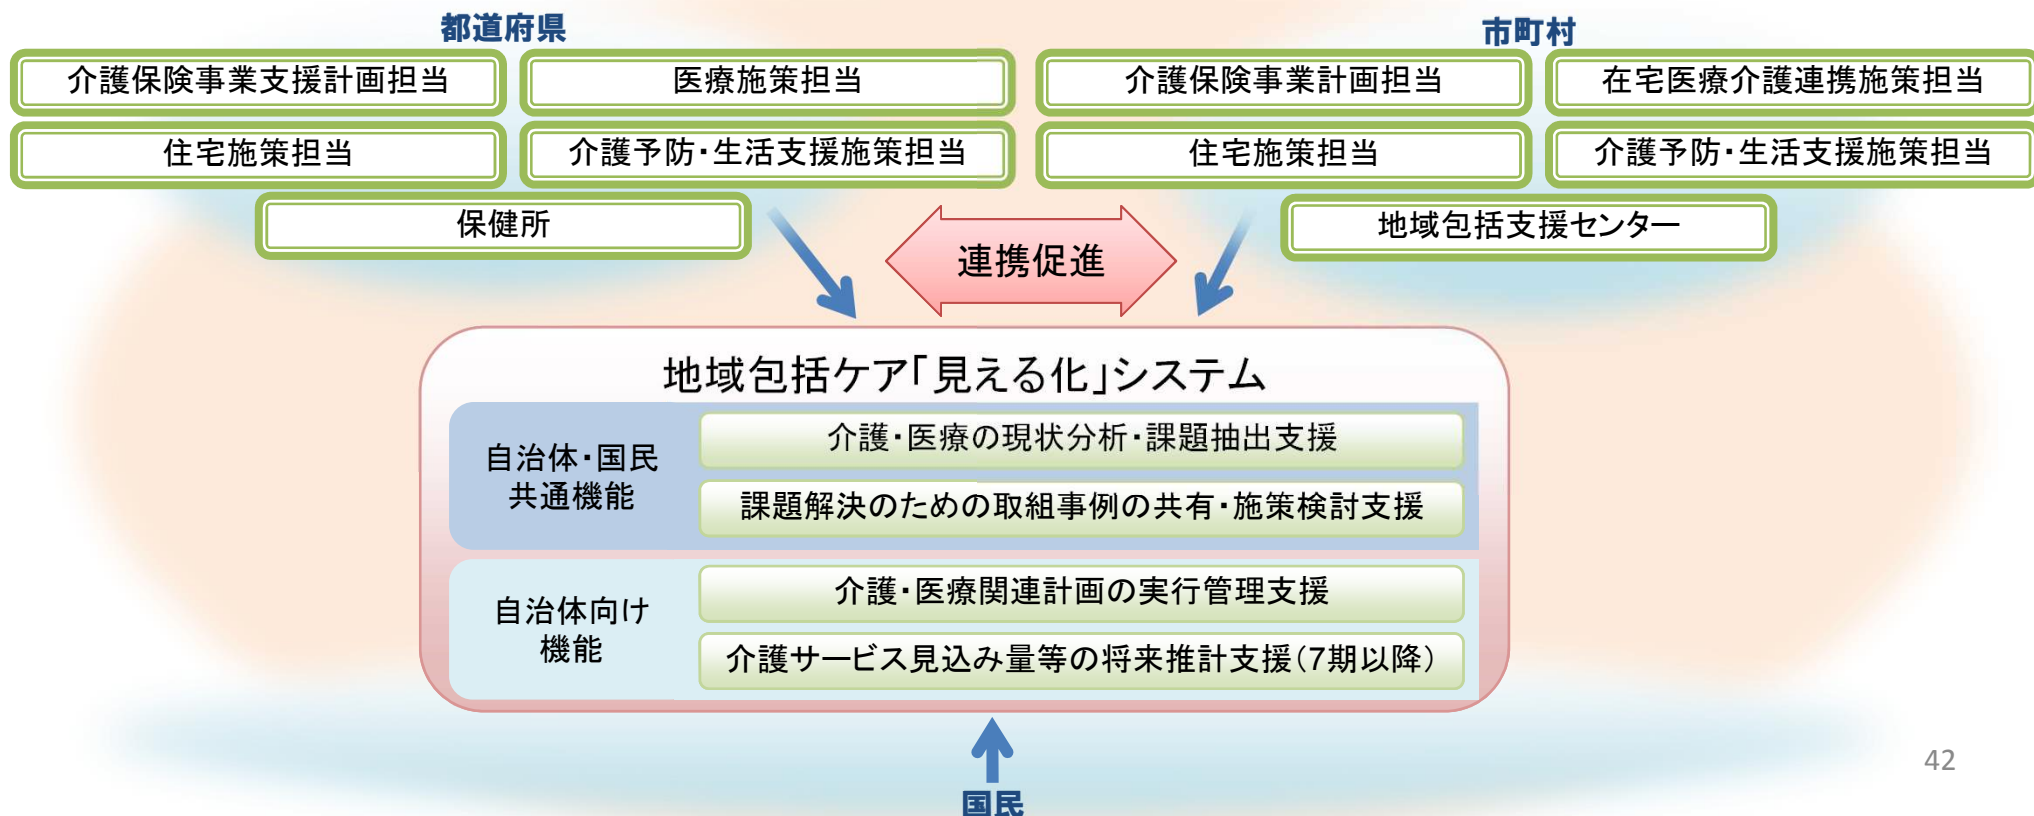 都道府県
市町村
介護保険事業支援計画担当
医療施策担当
介護保険事業計画担当
在宅医療介護連携施策担当
住宅施策担当
介護予防・生活支援施策担当
住宅施策担当
介護予防・生活支援施策担当
保健所
地域包括支援センター
連携促進
地域包括ケア「見える化」システム
自治体・国民
共通機能
介護・医療の現状分析・課題抽出支援
課題解決のための取組事例の共有・施策検討支援
自治体向け
機能
介護・医療関連計画の実行管理支援
介護サービス見込み量等の将来推計支援(7期以降)
国民
42